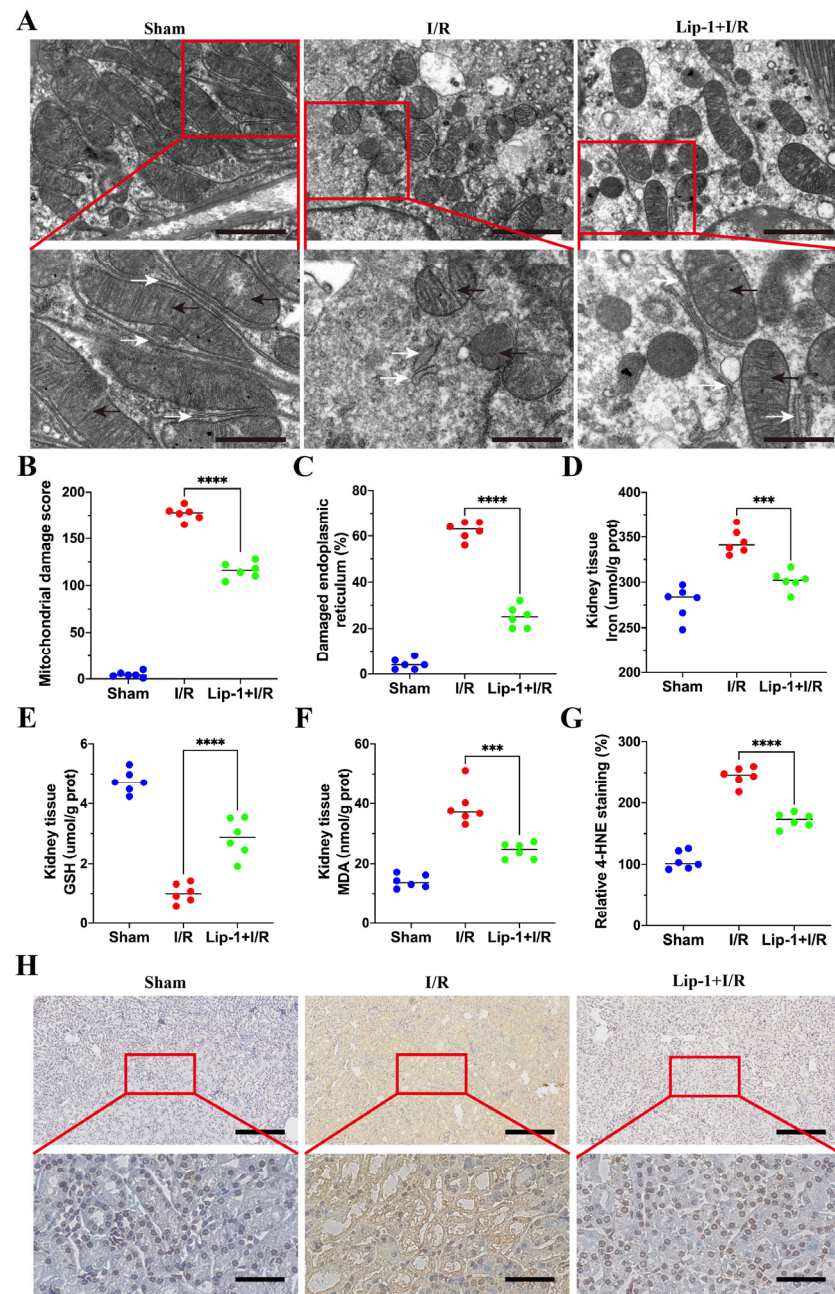 A
Sham
I/R
Lip-1+I/R
B
Mitochondrial damage score
200
150
100
50
0
****
Sham
I/R
Lip-1+I/R
C
Damaged endoplasmic
reticulum (%)
80
60
40
20
0
****
Sham
I/R
Lip-1+I/R
D
Kidney tissue
Iron (umol/g prot)
400
350
300
250
200
***
Sham
I/R
Lip-1+I/R
E
Kidney tissue
GSH (umol/g prot)
6
4
2
0
****
Sham
I/R
Lip-1+I/R
F
Kidney tissue
MDA (nmol/g prot)
60
40
20
0
***
Sham
I/R
Lip-1+I/R
G
Relative 4-HNE staining (%)
300
250
200
150
100
50
0
****
Sham
I/R
Lip-1+I/R
H
Sham
I/R
Lip-1+I/R